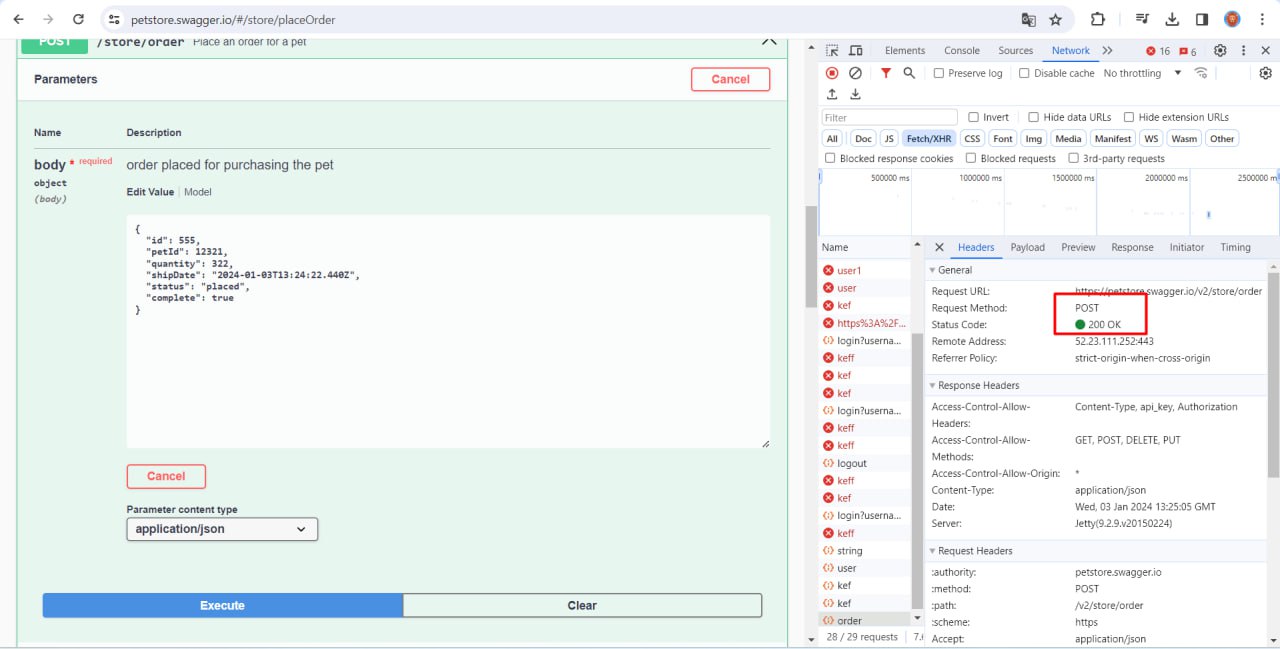 petstore.swagger.io/#/store/placeOrder
POST /store/order Place an order for a pet
Parameters
Cancel
Name Description
body * required
object
(body)
order placed for purchasing the pet
Edit Value | Model
{
"id": 555,
"petId": 12321,
"quantity": 322,
"shipDate": "2024-01-03T13:24:22.440Z",
"status": "placed",
"complete": true
}
Cancel
Parameter content type
application/json
Execute
Clear
Elements Console Sources Network 16 6
Preserve log Disable cache No throttling
Filter Invert Hide data URLs Hide extension URLs
All Doc JS Fetch/XHR CSS Font Img Media Manifest WS Wasm Other
Blocked response cookies Blocked requests 3rd-party requests
500000 ms 1000000 ms 1500000 ms 2000000 ms 2500000 ms
Name
user1
user
kef
https%3A%2F...
login?userna...
keff
kef
kef
login?userna...
keff
keff
logout
keff
kef
login?userna...
keff
string
user
kef
kef
order
28 / 29 requests
Headers Payload Preview Response Initiator Timing
General
Request URL: https://petstore.swagger.io/v2/store/order
Request Method: POST
Status Code: 200 OK
Remote Address: 52.23.111.252:443
Referrer Policy: strict-origin-when-cross-origin
Response Headers
Access-Control-Allow-Headers: Content-Type, api_key, Authorization
Access-Control-Allow-Methods: GET, POST, DELETE, PUT
Access-Control-Allow-Origin: *
Content-Type: application/json
Date: Wed, 03 Jan 2024 13:25:05 GMT
Server: Jetty(9.2.9.v20150224)
Request Headers
:authority: petstore.swagger.io
:method: POST
:path: /v2/store/order
:scheme: https
Accept: application/json